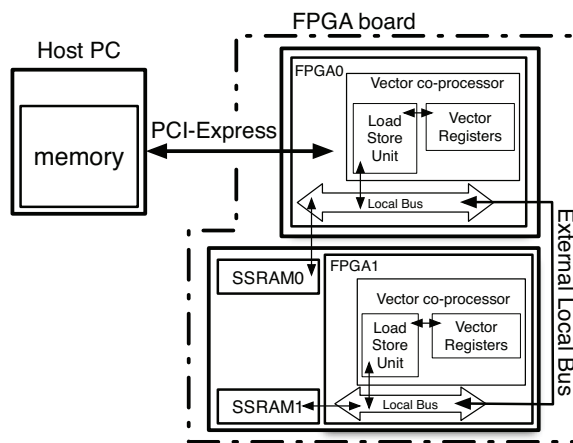 FPGA board
Host PC
memory
PCI-Express
FPGA0
Vector co-processor
Load
Store
Unit
Vector
Registers
Local Bus
External Local Bus
SSRAM0
FPGA1
Vector co-processor
Load
Store
Unit
Vector
Registers
SSRAM1
Local Bus